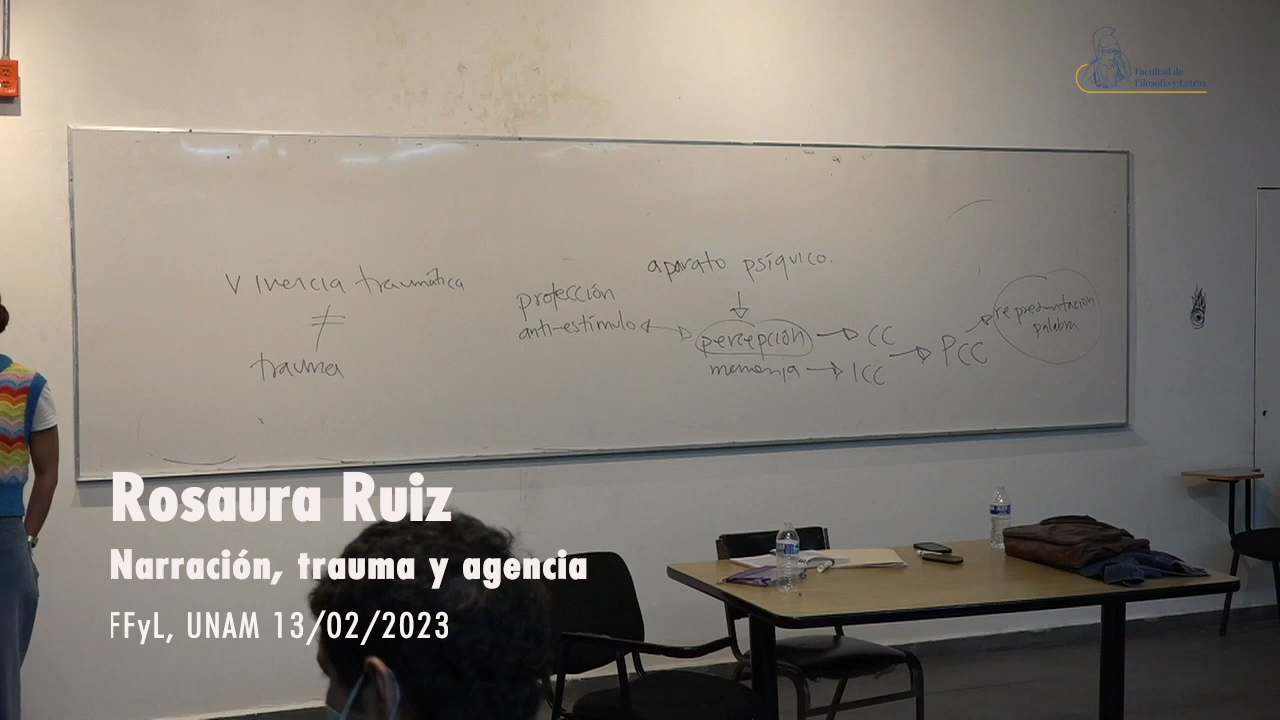 Facultad de
Filosofía y Letras
vivencia traumática
≠
trauma
aparato psíquico.
protección
anti-estímulo
percepción
CC
memoria
ICC
PCC
representación
palabra
Rosaura Ruiz
Narración, trauma y agencia
FFyL, UNAM 13/02/2023